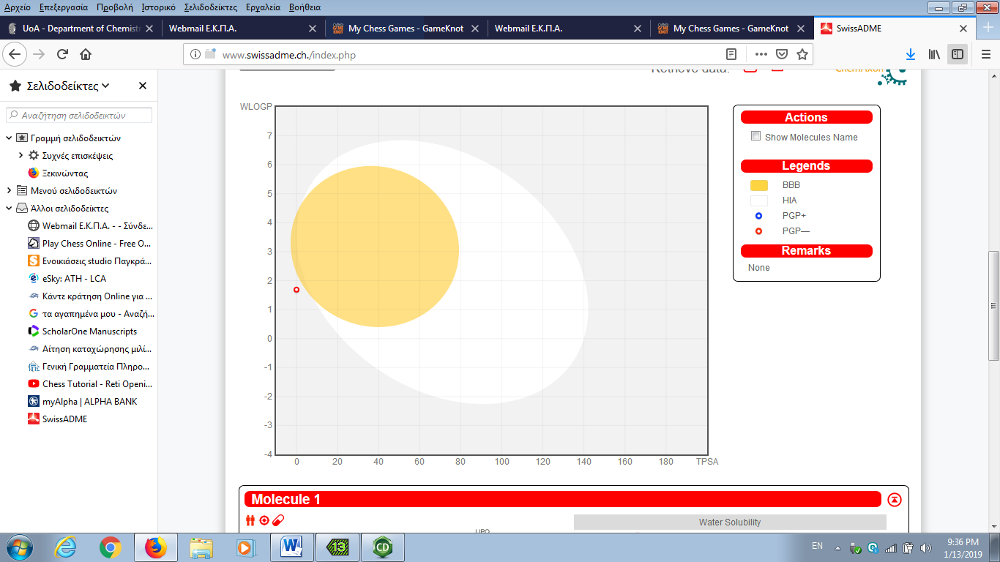 Αρχείο Επεξεργασία Προβολή Ιστορικό Σελιδοδείκτες Εργαλεία Βοήθεια
UoA - Department of Chemist
Webmail Ε.Κ.Π.Α.
My Chess Games - GameKnot
Webmail Ε.Κ.Π.Α.
My Chess Games - GameKnot
SwissADME
www.swissadme.ch./index.php
Σελιδοδείκτες
Αναζήτηση σελιδοδεικτών
Γραμμή σελιδοδεικτών
Συχνές επισκέψεις
Ξεκινώντας
Μενού σελιδοδεικτών
Άλλοι σελιδοδείκτες
Webmail Ε.Κ.Π.Α. - - Σύνδε...
Play Chess Online - Free O...
Ενοικιάσεις studio Παγκρά...
eSky: ATH - LCA
Κάντε κράτηση Online για ...
τα αγαπημένα μου - Αναζή...
ScholarOne Manuscripts
Αίτηση καταχώρησης μιλί...
Γενική Γραμματεία Πληρο...
Chess Tutorial - Reti Openi...
myAlpha | ALPHA BANK
SwissADME
Retrieve data:
ChemAxon
WLOGP
7
6
5
4
3
2
1
0
-1
-2
-3
-4
0 20 40 60 80 100 120 140 160 180 TPSA
Actions
Show Molecules Name
Legends
BBB
HIA
PGP+
PGP—
Remarks
None
Molecule 1
LIPO
Water Solubility
EN
9:36 PM
1/13/2019